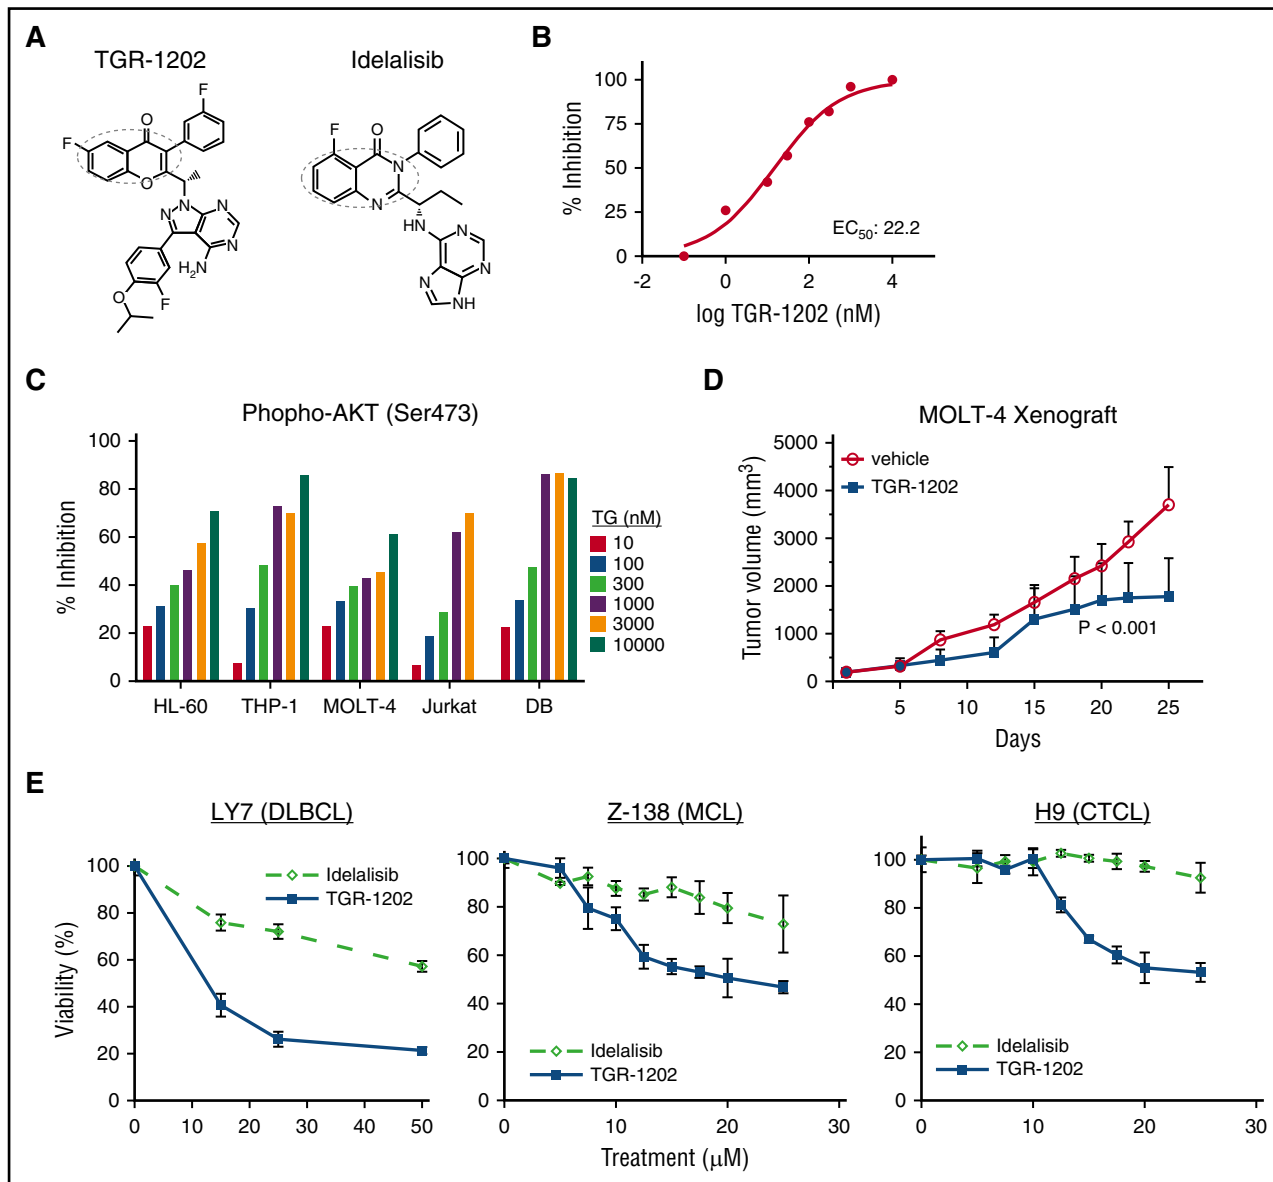 A
TGR-1202
Idelalisib
F
O
F
O
N
N
N
N
N
H2N
F
O
F
O
N
N
HN
N
N
N
NH
B
% Inhibition
100
75
50
25
0
-2
0
2
4
EC50: 22.2
log TGR-1202 (nM)
C
Phopho-AKT (Ser473)
% Inhibition
100
80
60
40
20
0
HL-60
THP-1
MOLT-4
Jurkat
DB
TG (nM)
10
100
300
1000
3000
10000
D
MOLT-4 Xenograft
Tumor volume (mm3)
5000
4000
3000
2000
1000
0
vehicle
TGR-1202
P < 0.001
5
10
15
20
25
Days
E
LY7 (DLBCL)
Viability (%)
100
80
60
40
20
0
Idelalisib
TGR-1202
0
10
20
30
40
50
Z-138 (MCL)
100
80
60
40
20
0
Idelalisib
TGR-1202
0
10
20
30
H9 (CTCL)
100
80
60
40
20
0
Idelalisib
TGR-1202
0
10
20
30
Treatment (μM)